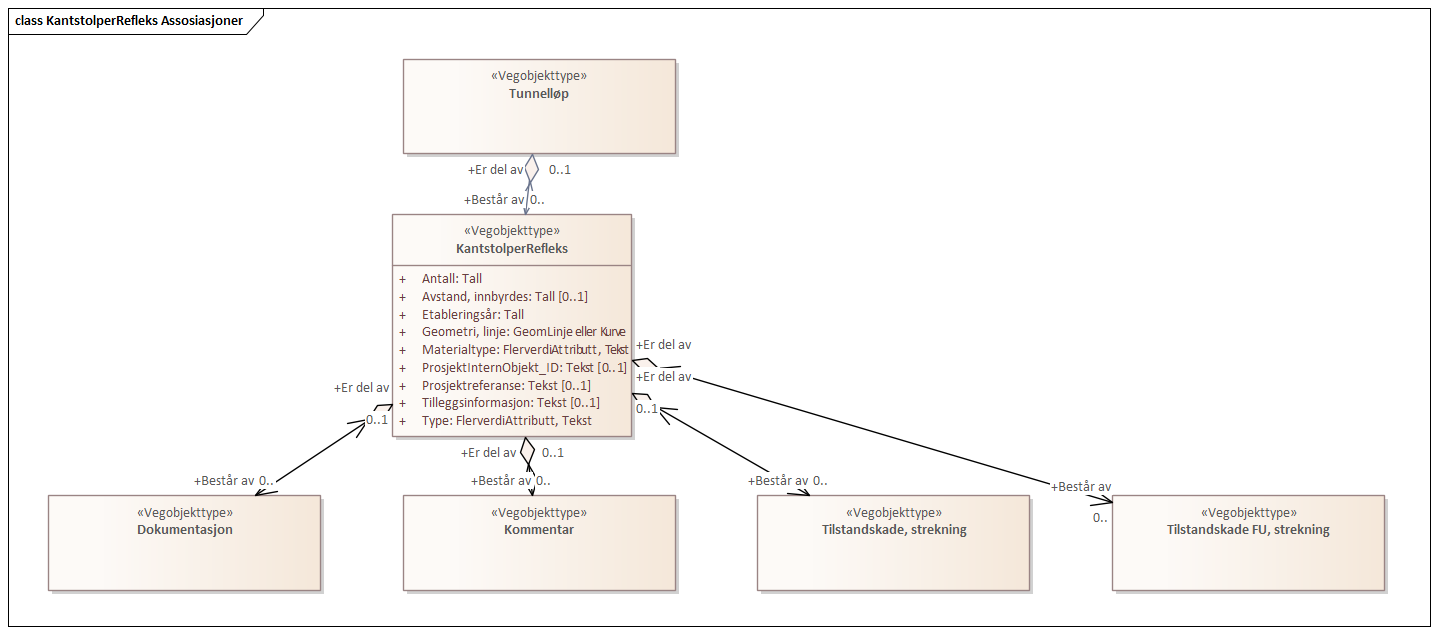 class KantstolperRefleks Assosiasjoner
«Vegobjekttype»
Tunnelløp
+Er del av 0..1
+Består av 0..
«Vegobjekttype»
KantstolperRefleks
+ Antall: Tall
+ Avstand, innbyrdes: Tall [0..1]
+ Etableringsår: Tall
+ Geometri, linje: GeomLinje eller Kurve
+ Materialtype: FlerverdiAttributt, Tekst
+ ProsjektInternObjekt_ID: Tekst [0..1]
+ Prosjektreferanse: Tekst [0..1]
+ Tilleggsinformasjon: Tekst [0..1]
+ Type: FlerverdiAttributt, Tekst
+Er del av
+Er del av
0..1
+Er del av
0..1
+Er del av 0..1
+Består av 0..
+Består av 0..
+Består av 0..
+Består av
0..
«Vegobjekttype»
Dokumentasjon
«Vegobjekttype»
Kommentar
«Vegobjekttype»
Tilstandskade, strekning
«Vegobjekttype»
Tilstandskade FU, strekning